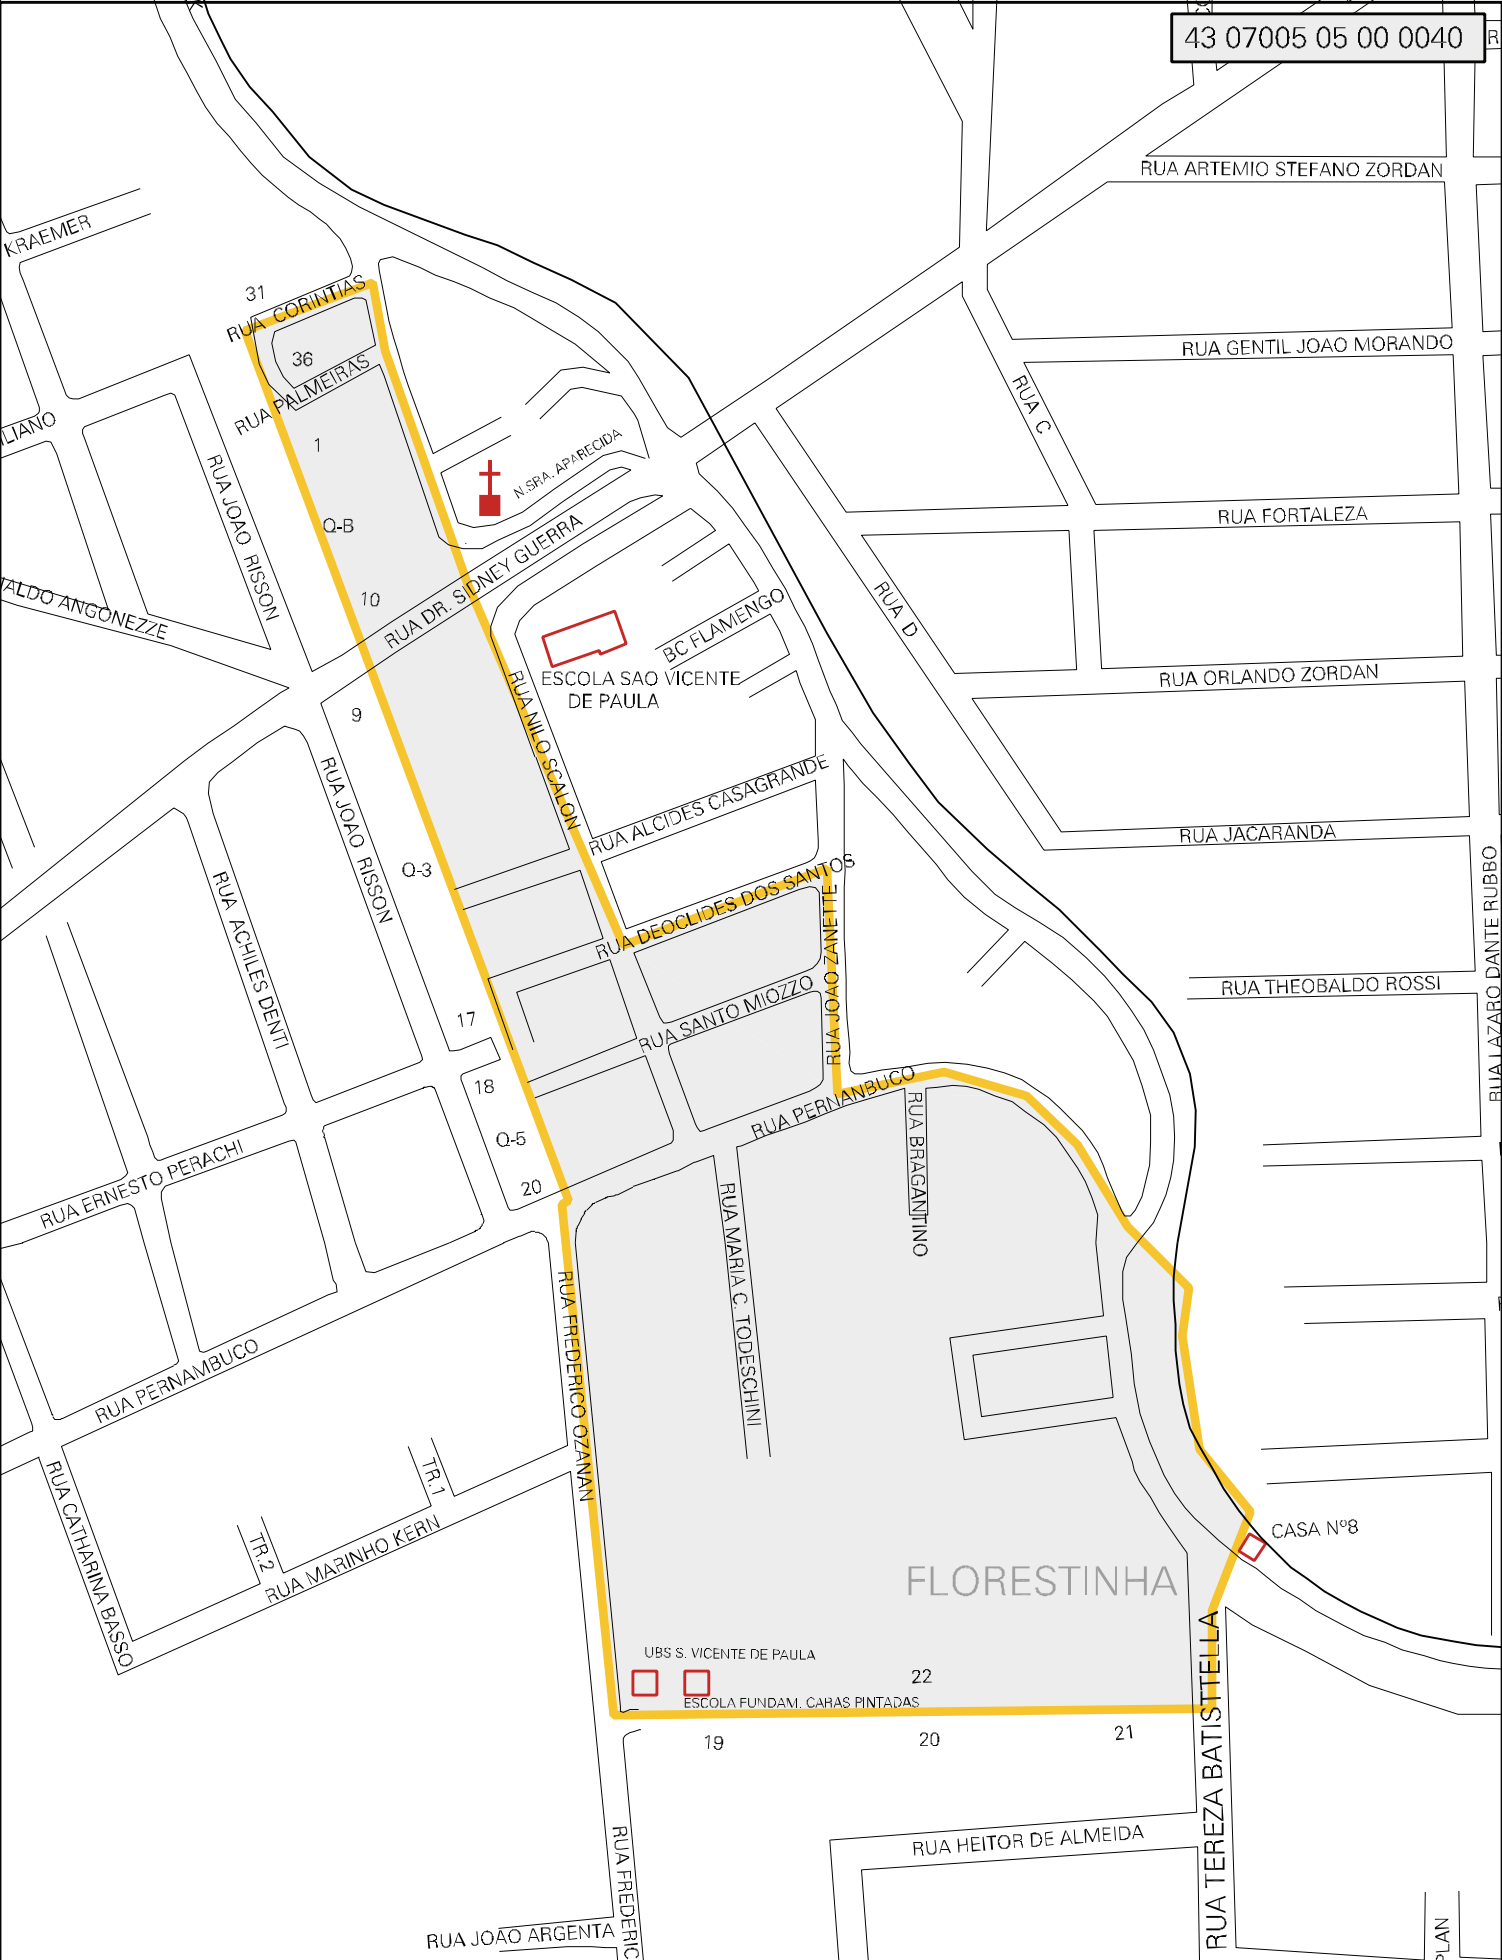 43 07005 05 00 0040
RUA ARTEMIO STEFANO ZORDAN
KRAEMER
31
RUA CORINTIAS
36
RUA PALMEIRAS
RUA GENTIL JOAO MORANDO
RUA C
LIANO
1
N.SRA. APARECIDA
RUA JOAO RISSON
Q-B
RUA FORTALEZA
RUA DR. SIDNEY GUERRA
10
ALDO ANGONEZZE
RUA D
BC FLAMENGO
ESCOLA SAO VICENTE
DE PAULA
RUA ORLANDO ZORDAN
9
RUA NILO SCALON
RUA JOAO RISSON
RUA ALCIDES CASAGRANDE
RUA JACARANDA
Q-3
RUA DEOCLIDES DOS SANTOS
RUA ACHILES DENTI
RUA JOAO ZANETTE
RUA LAZARO DANTE RUBBO
RUA THEOBALDO ROSSI
RUA SANTO MIOZZO
17
18
RUA PERNANBUCO
RUA BRAGANTINO
Q-5
20
RUA ERNESTO PERACHI
RUA MARIA C. TODESCHINI
RUA FREDERICO OZANAN
RUA PERNAMBUCO
TR.1
TR.2
RUA CATHARINA BASSO
RUA MARINHO KERN
CASA Nº8
FLORESTINHA
UBS S. VICENTE DE PAULA
22
ESCOLA FUNDAM. CARAS PINTADAS
19
20
21
RUA TEREZA BATISTTELLA
RUA HEITOR DE ALMEIDA
RUA FREDERIC
RUA JOAO ARGENTA
PLAN